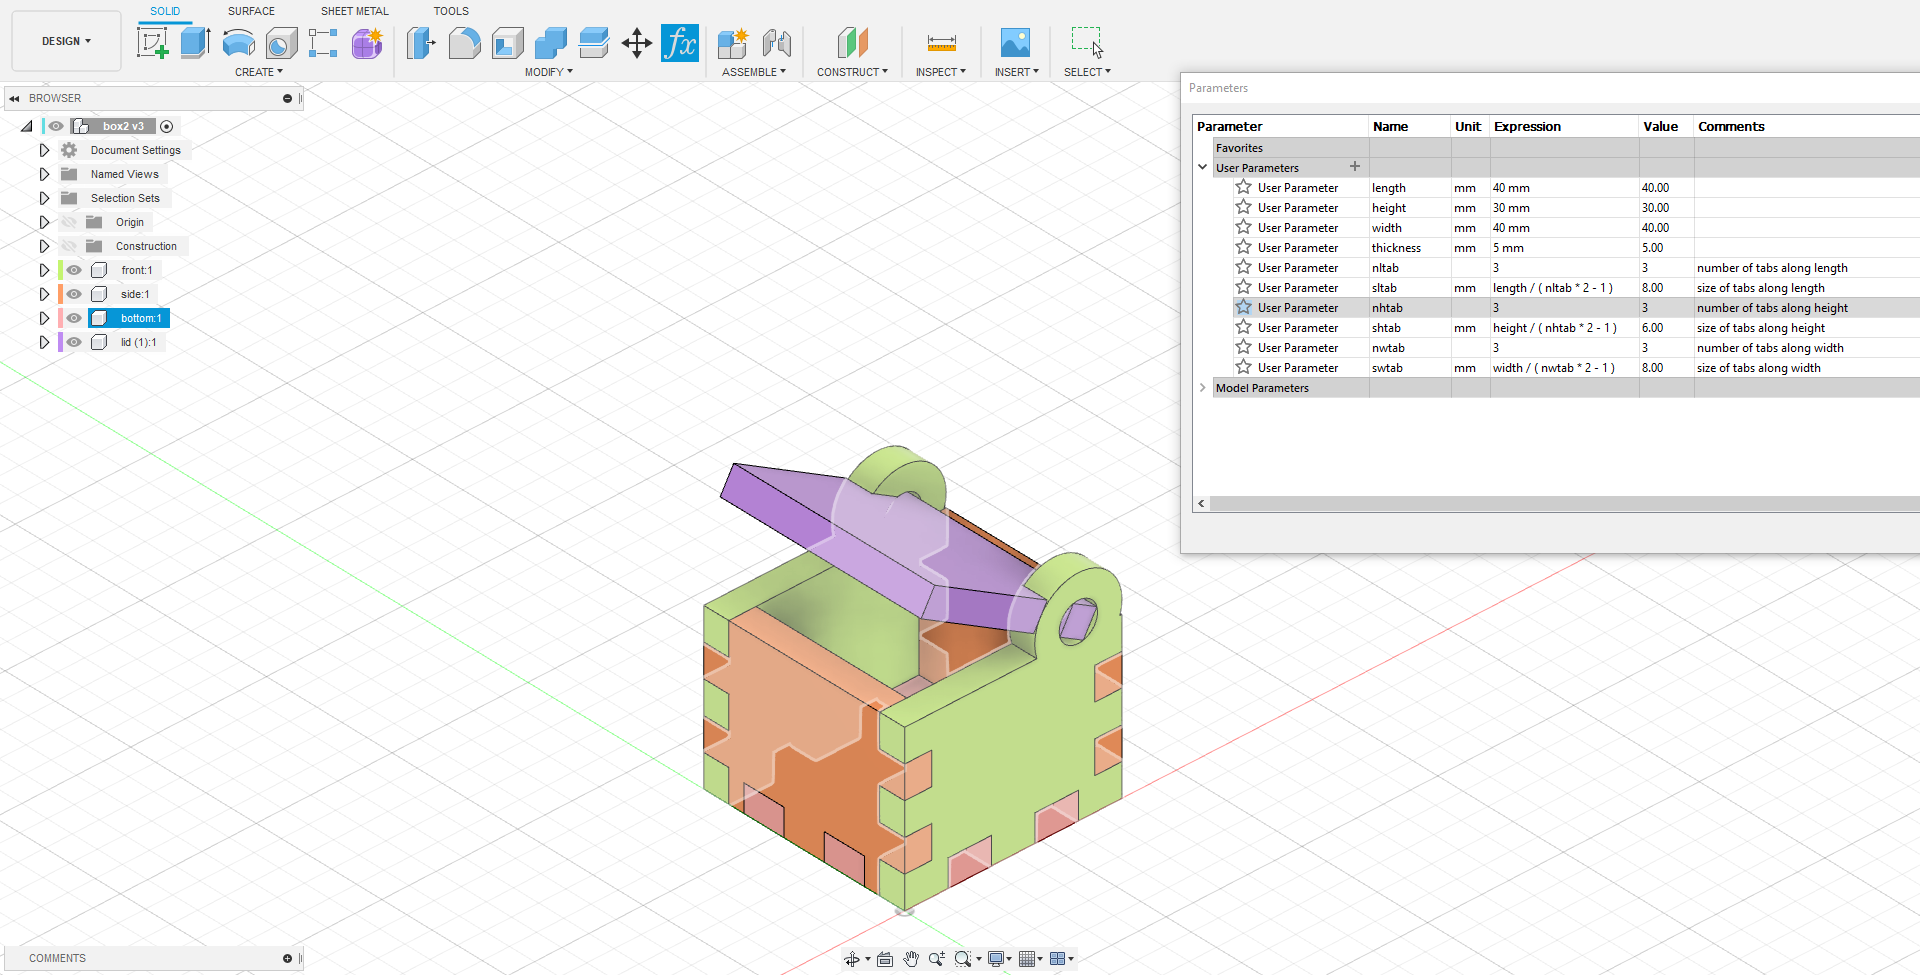 SOLID SURFACE SHEET METAL TOOLS
DESIGN
fx
CREATE MODIFY ASSEMBLE CONSTRUCT INSPECT INSERT SELECT
BROWSER
box2 v3
Document Settings
Named Views
Selection Sets
Origin
Construction
front:1
side:1
bottom:1
lid (1):1
Parameters
Parameter Name Unit Expression Value Comments
Favorites
User Parameters +
User Parameter length mm 40 mm 40.00
User Parameter height mm 30 mm 30.00
User Parameter width mm 40 mm 40.00
User Parameter thickness mm 5 mm 5.00
User Parameter nltab 3 3 number of tabs along length
User Parameter sltab mm length / ( nltab * 2 - 1 ) 8.00 size of tabs along length
User Parameter nhtab 3 3 number of tabs along height
User Parameter shtab mm height / ( nhtab * 2 - 1 ) 6.00 size of tabs along height
User Parameter nwtab 3 3 number of tabs along width
User Parameter swtab mm width / ( nwtab * 2 - 1 ) 8.00 size of tabs along width
Model Parameters
COMMENTS